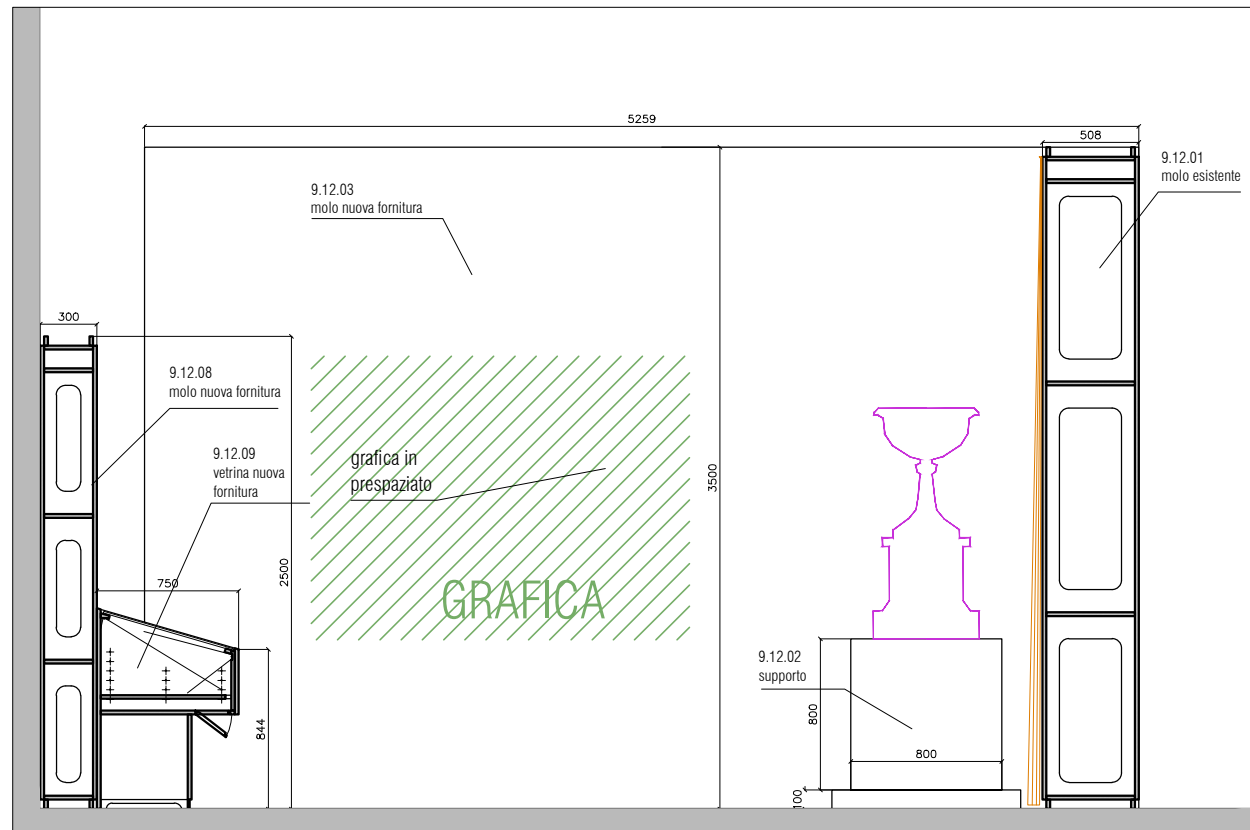 5259
508
9.12.01
molo esistente
9.12.03
molo nuova fornitura
300
9.12.08
molo nuova fornitura
9.12.09
vetrina nuova
fornitura
grafica in
prespaziato
3500
2500
750
GRAFICA
9.12.02
supporto
844
800
800
100